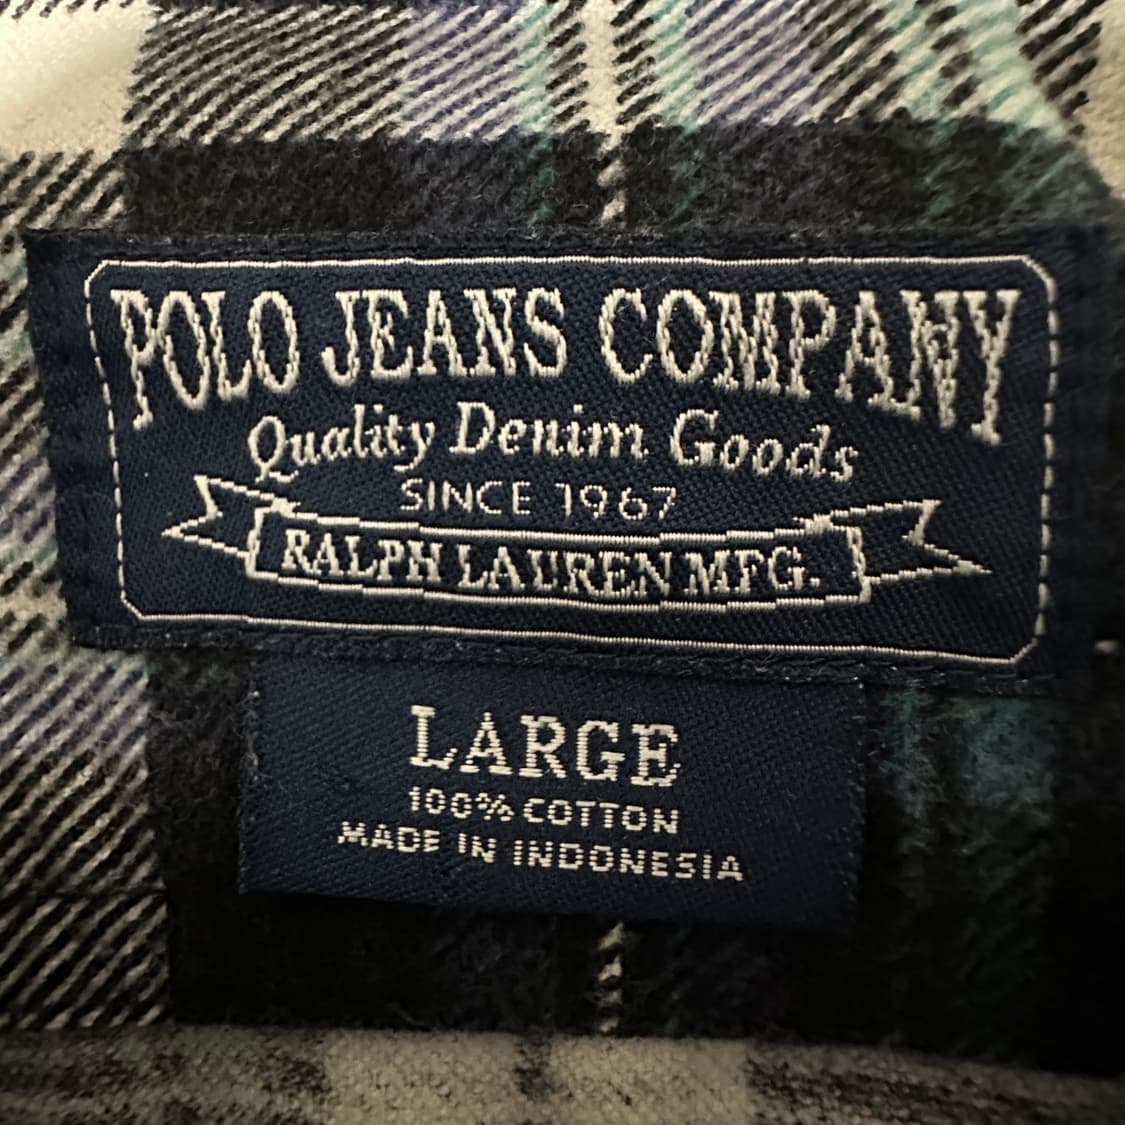 POLO JEANS COMPANY
Quality Denim Goods
SINCE 1967
RALPH LAUREN MFG.
LARGE
100% COTTON
MADE IN INDONESIA